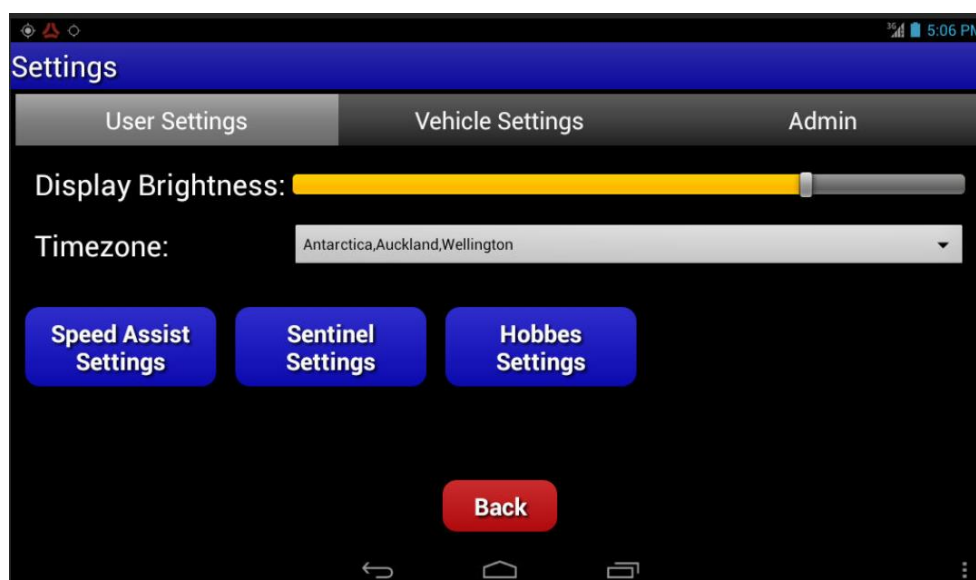 3G 5:06 PM
Settings
User Settings Vehicle Settings Admin
Display Brightness:
Timezone: Antarctica,Auckland,Wellington
Speed Assist Settings
Sentinel Settings
Hobbes Settings
Back